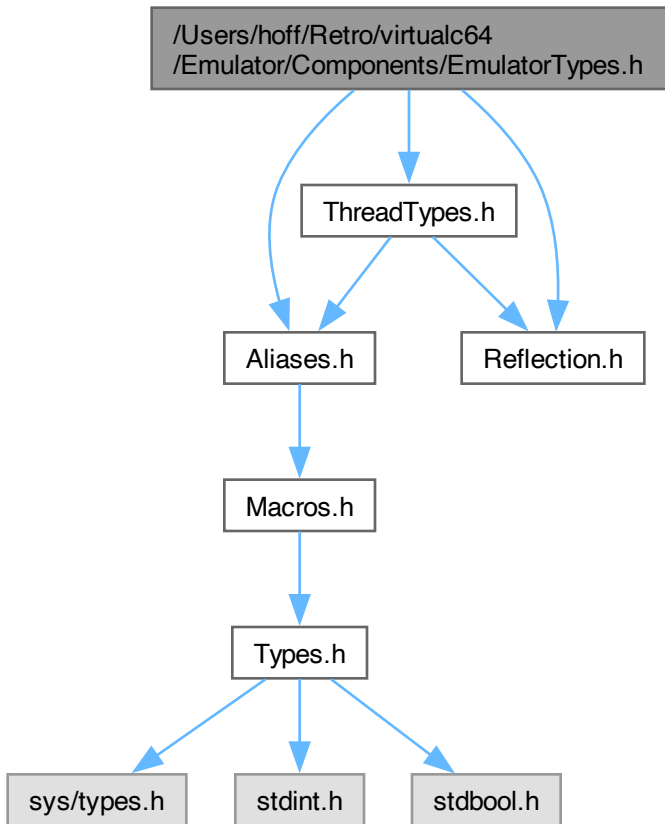 /Users/hoff/Retro/virtualc64
/Emulator/Components/EmulatorTypes.h
ThreadTypes.h
Aliases.h
Reflection.h
Macros.h
Types.h
sys/types.h
stdint.h
stdbool.h